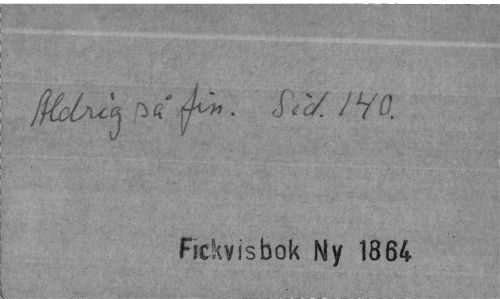 Aldrig så fin. Sid. 140.
Fickvisbok Ny 1864